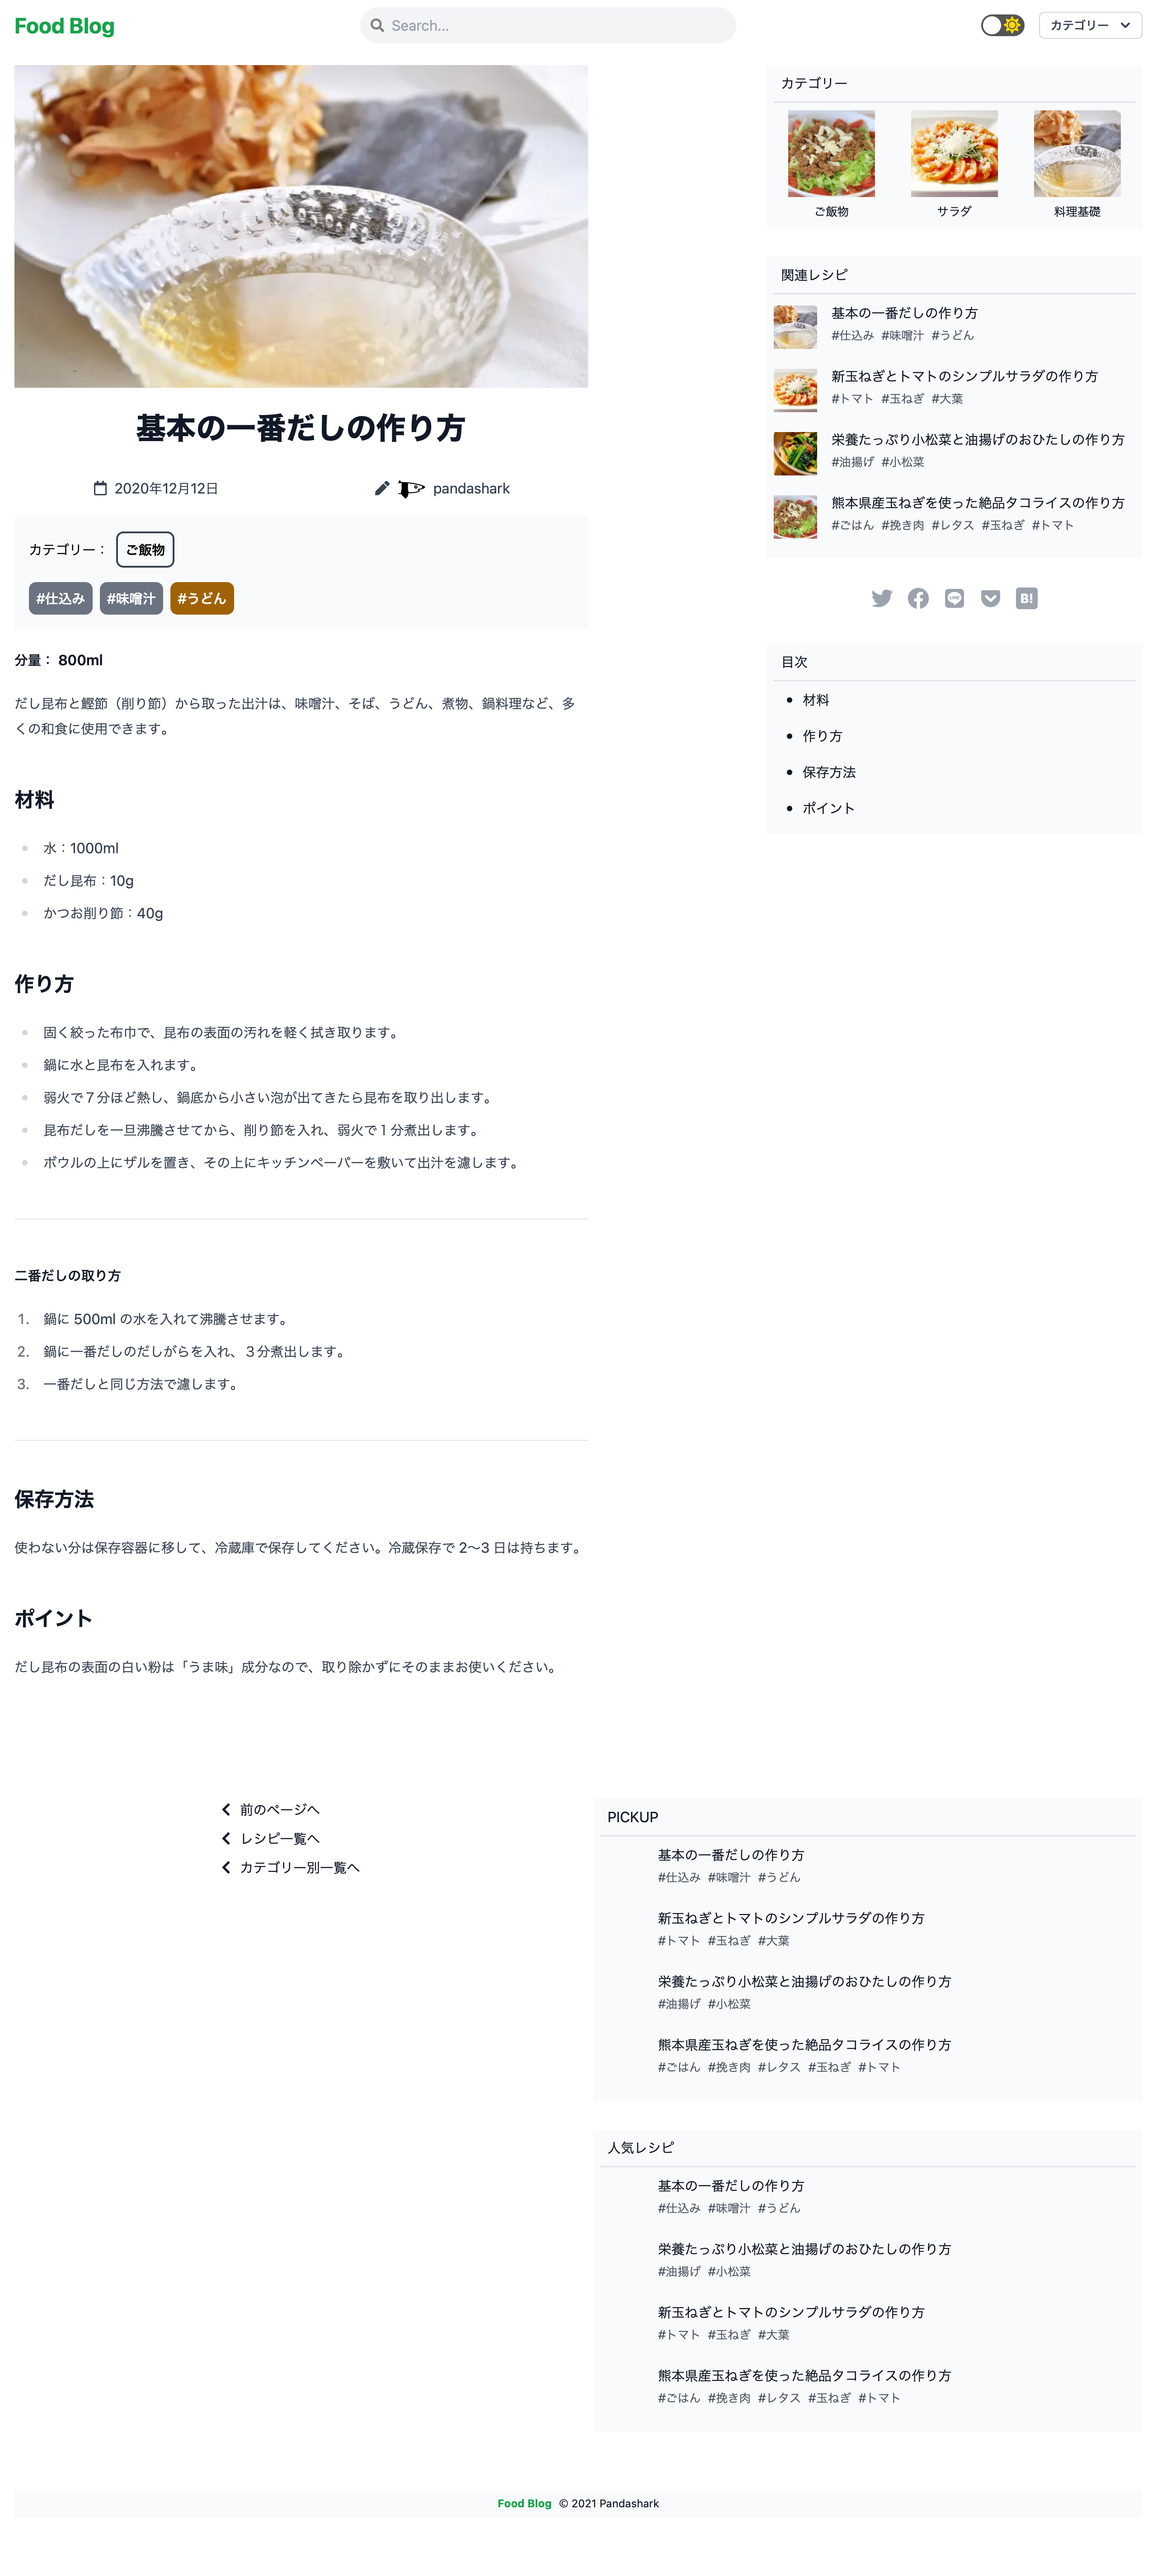 Food Blog
Search...
カテゴリー
基本の一番だしの作り方
2020年12月12日
pandashark
カテゴリー：
ご飯物
#仕込み #味噌汁 #うどん
分量： 800ml
だし昆布と鰹節（削り節）から取った出汁は、味噌汁、そば、うどん、煮物、鍋料理など、多
くの和食に使用できます。
材料
水：1000ml
だし昆布：10g
かつお削り節：40g
作り方
固く絞った布巾で、昆布の表面の汚れを軽く拭き取ります。
鍋に水と昆布を入れます。
弱火で７分ほど熱し、鍋底から小さい泡が出てきたら昆布を取り出します。
昆布だしを一旦沸騰させてから、削り節を入れ、弱火で１分煮出します。
ボウルの上にザルを置き、その上にキッチンペーパーを敷いて出汁を濾します。
二番だしの取り方
1. 鍋に 500ml の水を入れて沸騰させます。
2. 鍋に一番だしのだしがらを入れ、３分煮出します。
3. 一番だしと同じ方法で濾します。
保存方法
使わない分は保存容器に移して、冷蔵庫で保存してください。冷蔵保存で 2〜3 日は持ちます。
ポイント
だし昆布の表面の白い粉は「うま味」成分なので、取り除かずにそのままお使いください。
カテゴリー
ご飯物
サラダ
料理基礎
関連レシピ
基本の一番だしの作り方
#仕込み #味噌汁 #うどん
新玉ねぎとトマトのシンプルサラダの作り方
#トマト #玉ねぎ #大葉
栄養たっぷり小松菜と油揚げのおひたしの作り方
#油揚げ #小松菜
熊本県産玉ねぎを使った絶品タコライスの作り方
#ごはん #挽き肉 #レタス #玉ねぎ #トマト
LINE
B!
目次
材料
作り方
保存方法
ポイント
前のページへ
レシピ一覧へ
カテゴリー別一覧へ
PICKUP
基本の一番だしの作り方
#仕込み #味噌汁 #うどん
新玉ねぎとトマトのシンプルサラダの作り方
#トマト #玉ねぎ #大葉
栄養たっぷり小松菜と油揚げのおひたしの作り方
#油揚げ #小松菜
熊本県産玉ねぎを使った絶品タコライスの作り方
#ごはん #挽き肉 #レタス #玉ねぎ #トマト
人気レシピ
基本の一番だしの作り方
#仕込み #味噌汁 #うどん
栄養たっぷり小松菜と油揚げのおひたしの作り方
#油揚げ #小松菜
新玉ねぎとトマトのシンプルサラダの作り方
#トマト #玉ねぎ #大葉
熊本県産玉ねぎを使った絶品タコライスの作り方
#ごはん #挽き肉 #レタス #玉ねぎ #トマト
Food Blog © 2021 Pandashark